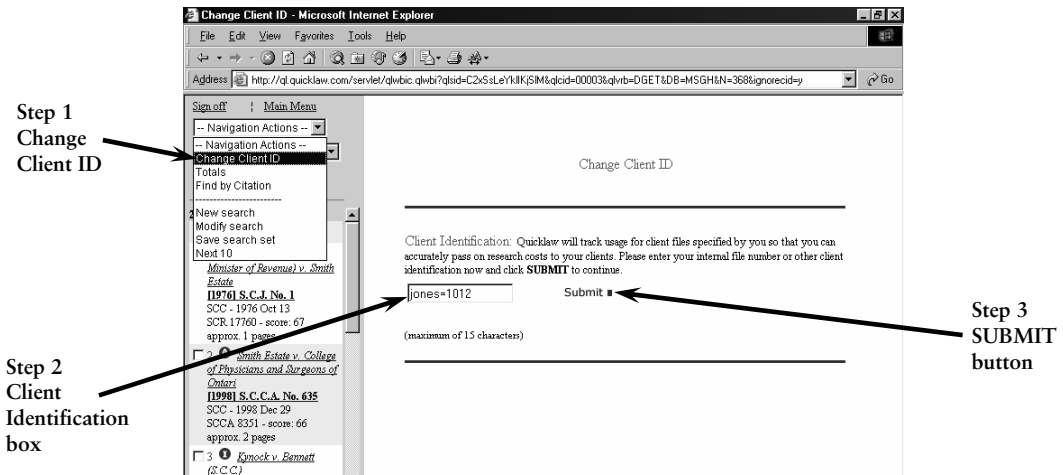 Change Client ID - Microsoft Internet Explorer
File Edit View Favorites Tools Help
Address http://ql.quicklaw.com/servlet/qlwbic.qlwbi?qlsid=C2xSsLeYkllKjSlM&qlcid=00003&qlvrb=DGET&DB=MSGH&N=368&ignorecid=y Go
Sign off | Main Menu
-- Navigation Actions --
-- Navigation Actions --
Change Client ID
Totals
Find by Citation
------------------------
New search
Modify search
Save search set
Next 10
Minister of Revenue) v. Smith
Estate
[1976] S.C.J. No. 1
SCC - 1976 Oct 13
SCR 17760 - score: 67
approx. 1 pages
2 Smith Estate v. College
of Physicians and Surgeons of
Ontari
[1998] S.C.C.A. No. 635
SCC - 1998 Dec 29
SCCA 8351 - score: 66
approx. 2 pages
3 Kynock v. Bennett
(S.C.C.)
Change Client ID
Client Identification: Quicklaw will track usage for client files specified by you so that you can
accurately pass on research costs to your clients. Please enter your internal file number or other client
identification now and click SUBMIT to continue.
jones=1012 Submit
(maximum of 15 characters)
Step 1
Change
Client ID
Step 2
Client
Identification
box
Step 3
SUBMIT
button